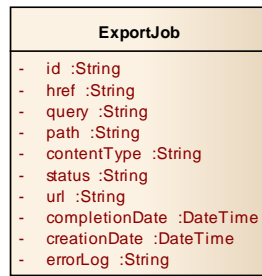 ExportJob
- id :String
- href :String
- query :String
- path :String
- contentType :String
- status :String
- url :String
- completionDate :DateTime
- creationDate :DateTime
- errorLog :String